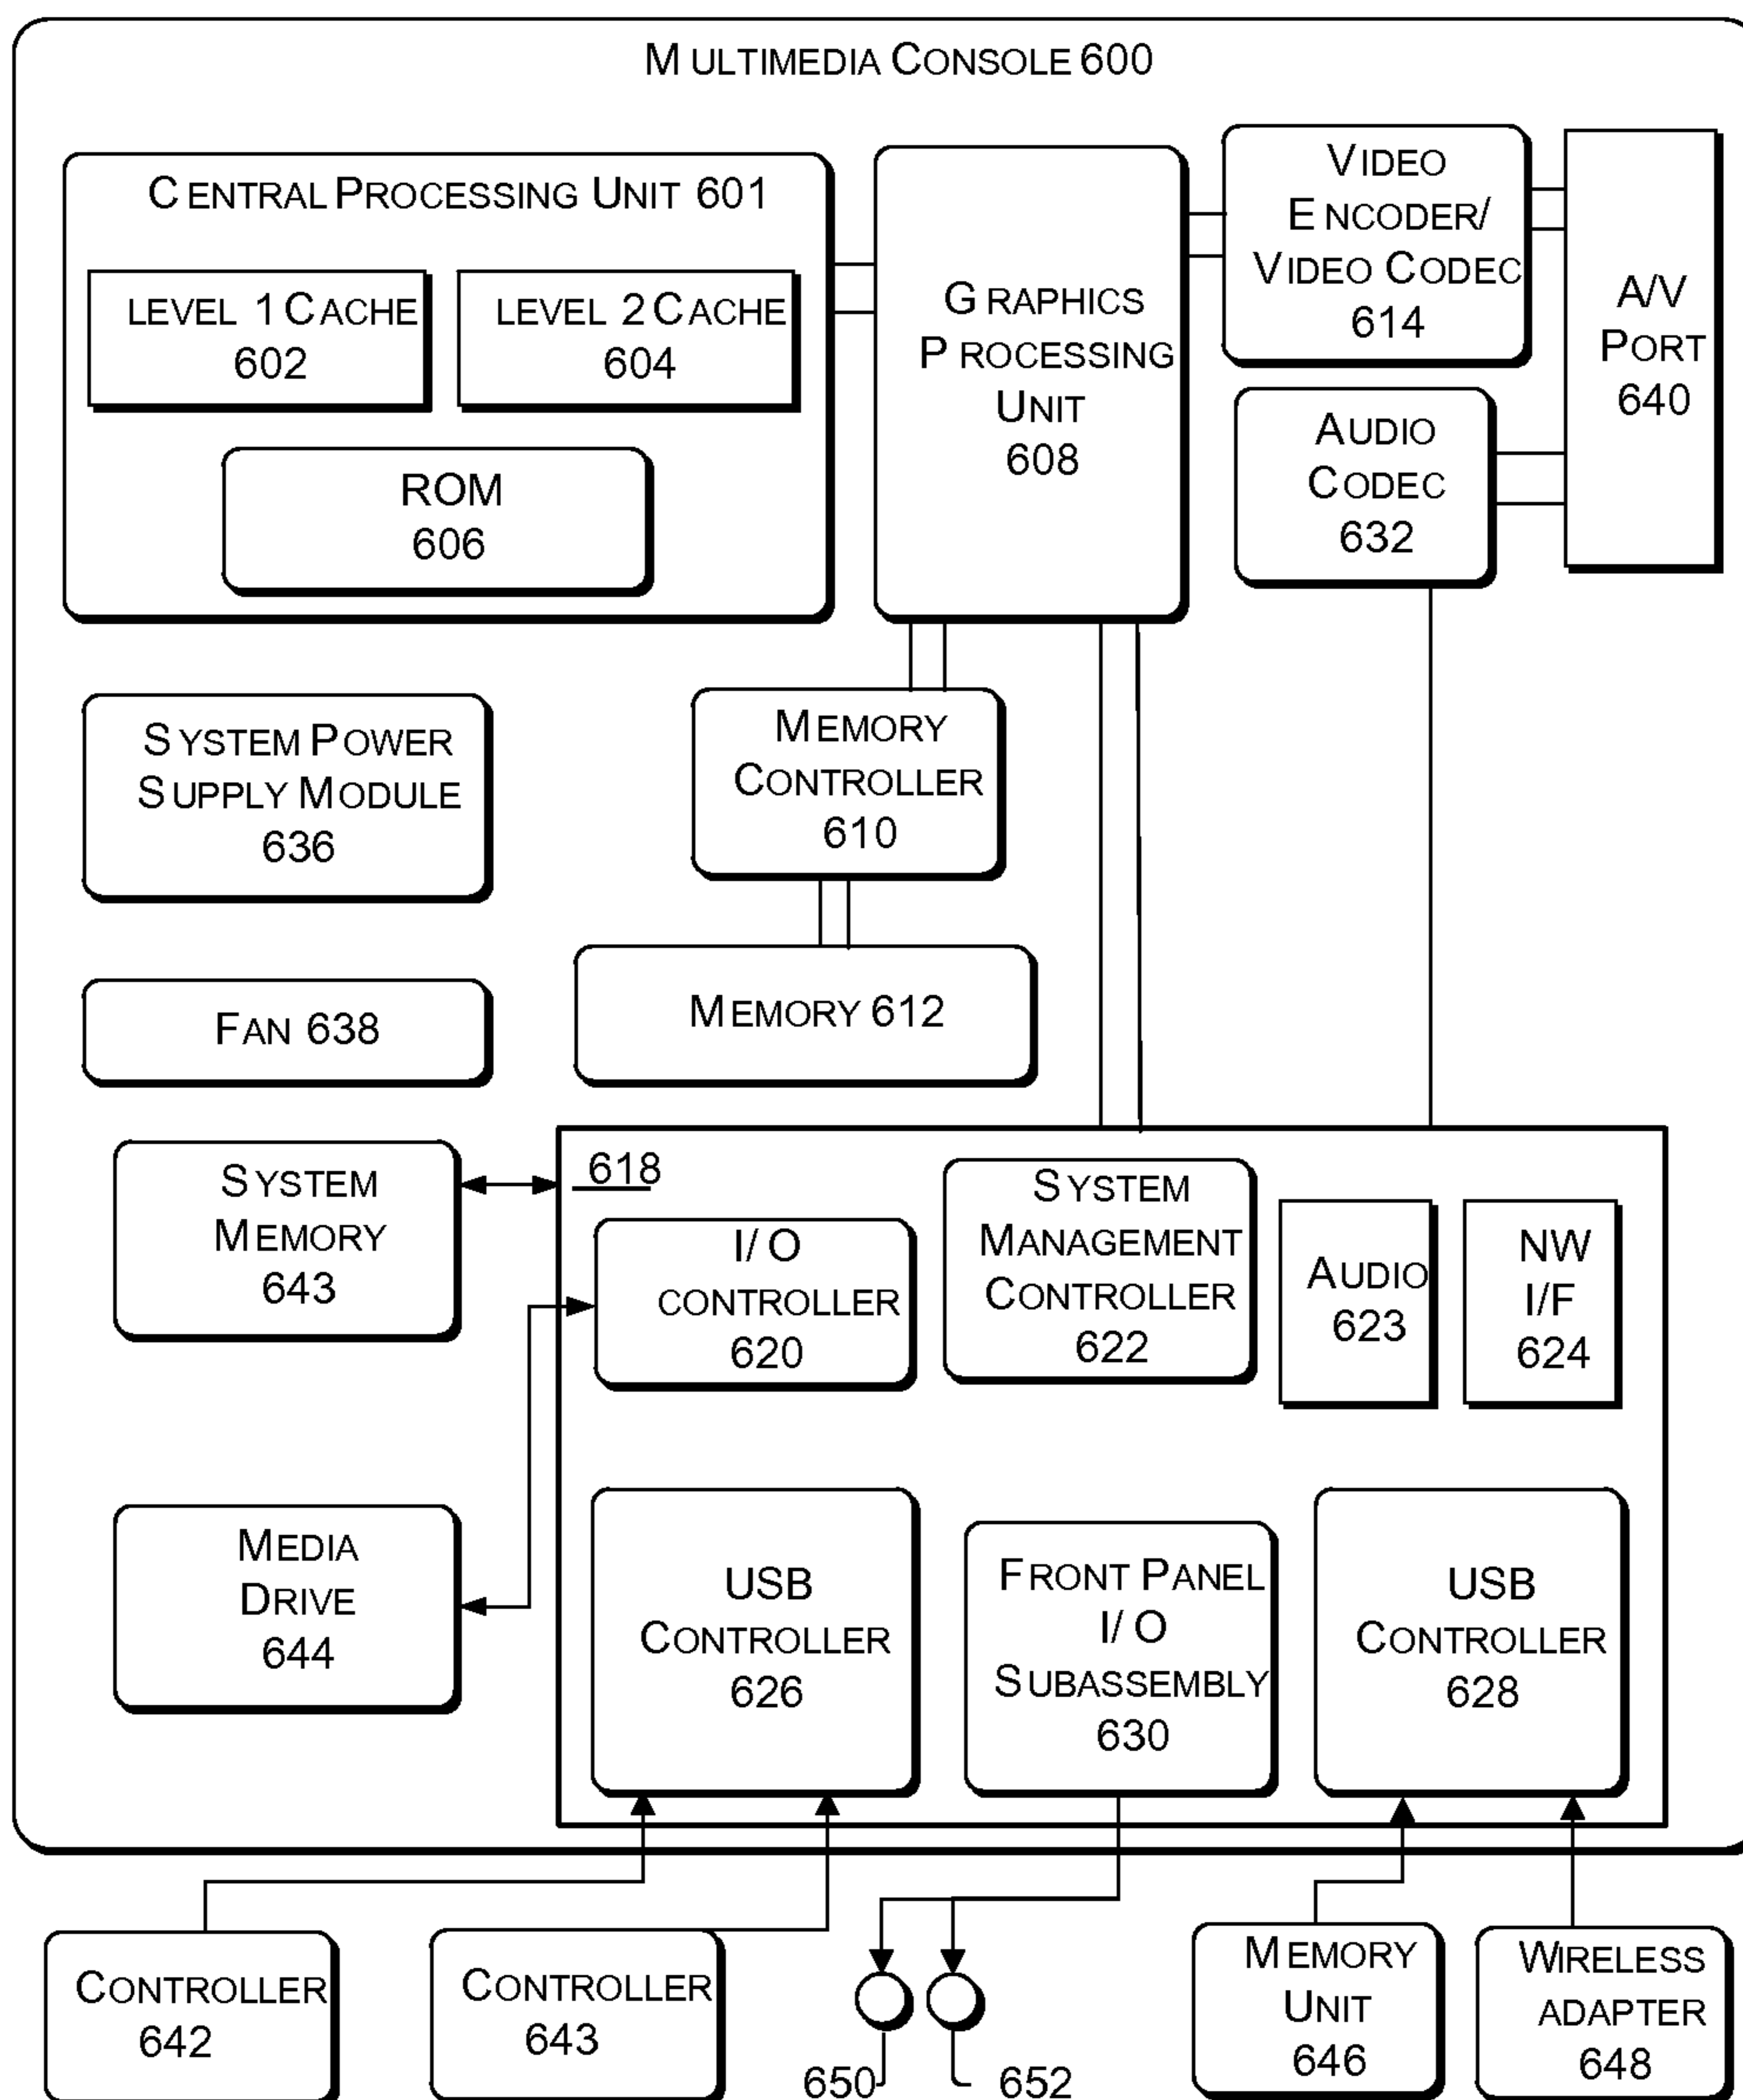 MULTIMEDIA CONSOLE 600
CENTRAL PROCESSING UNIT 601
LEVEL 1 CACHE
602
LEVEL 2 CACHE
604
ROM
606
GRAPHICS
PROCESSING
UNIT
608
VIDEO
ENCODER/
VIDEO CODEC
614
A/V
PORT
640
AUDIO
CODEC
632
SYSTEM POWER
SUPPLY MODULE
636
MEMORY
CONTROLLER
610
FAN 638
MEMORY 612
SYSTEM
MEMORY
643
618
I/O
CONTROLLER
620
SYSTEM
MANAGEMENT
CONTROLLER
622
AUDIO
623
NW
I/F
624
MEDIA
DRIVE
644
USB
CONTROLLER
626
FRONT PANEL
I/O
SUBASSEMBLY
630
USB
CONTROLLER
628
CONTROLLER
642
CONTROLLER
643
650
652
MEMORY
UNIT
646
WIRELESS
ADAPTER
648